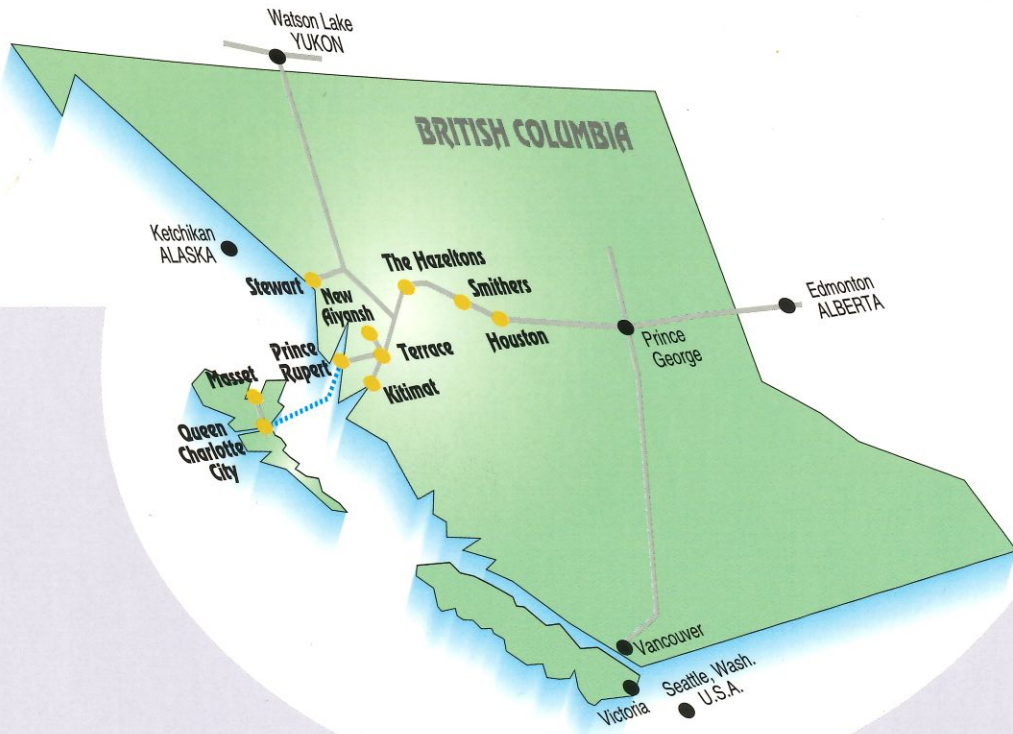 Watson Lake
YUKON
BRITISH COLUMBIA
Ketchikan
ALASKA
Stewart
New
Aiyansh
The Hazeltons
Smithers
Houston
Edmonton
ALBERTA
Prince
George
Prince
Rupert
Terrace
Kitimat
Masset
Queen
Charlotte
City
Vancouver
Victoria
Seattle, Wash.
U.S.A.